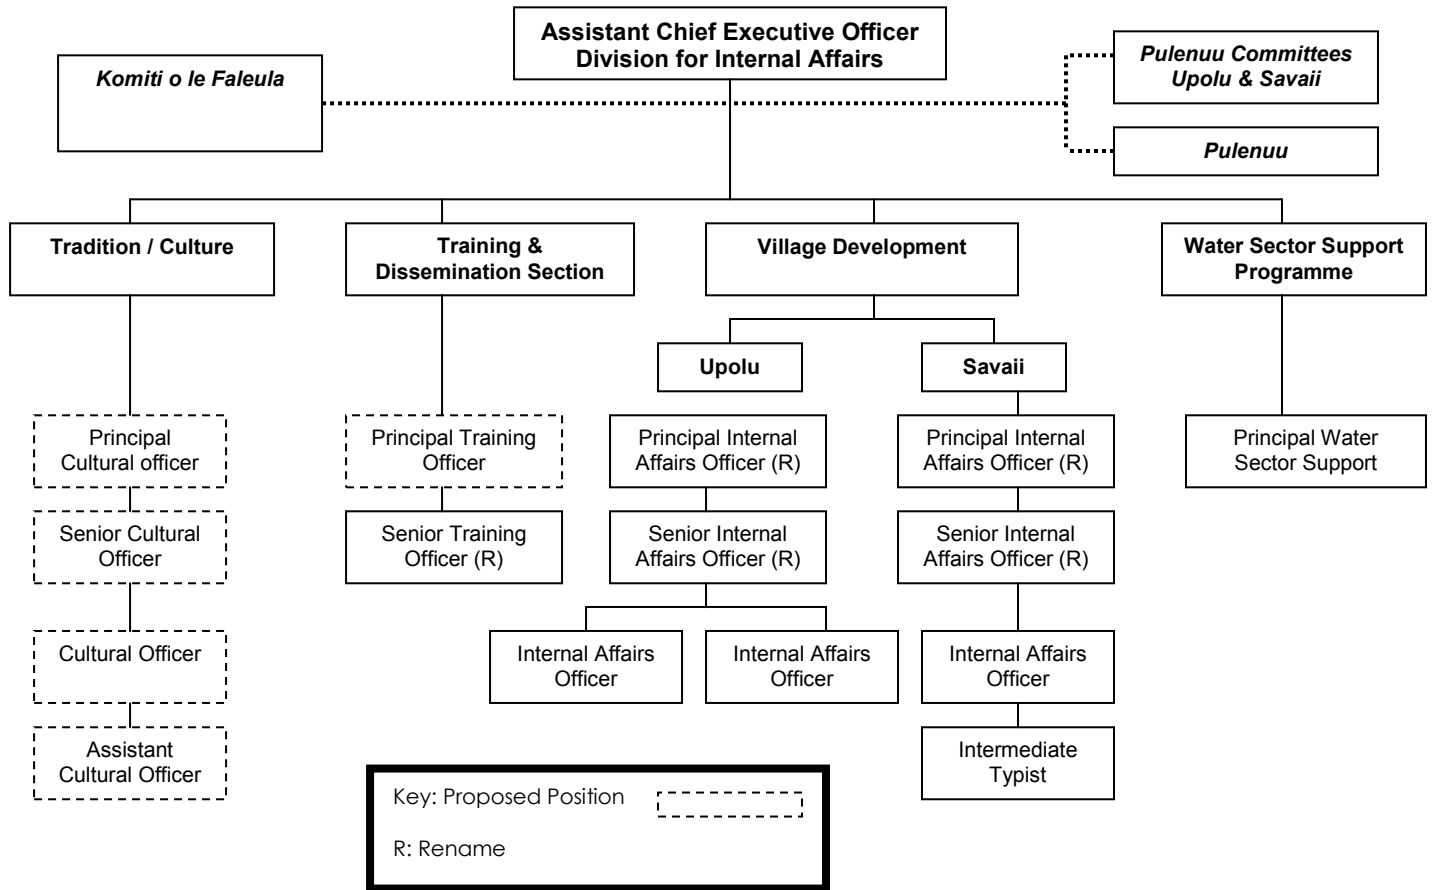 Assistant Chief Executive Officer
Division for Internal Affairs
Komiti o le Faleula
Pulenuu Committees
Upolu & Savaii
Pulenuu
Tradition / Culture
Training &
Dissemination Section
Village Development
Water Sector Support
Programme
Upolu
Savaii
Principal
Cultural officer
Principal Training
Officer
Principal Internal
Affairs Officer (R)
Principal Internal
Affairs Officer (R)
Principal Water
Sector Support
Senior Cultural
Officer
Senior Training
Officer (R)
Senior Internal
Affairs Officer (R)
Senior Internal
Affairs Officer (R)
Cultural Officer
Internal Affairs
Officer
Internal Affairs
Officer
Internal Affairs
Officer
Assistant
Cultural Officer
Intermediate
Typist
Key: Proposed Position
R: Rename